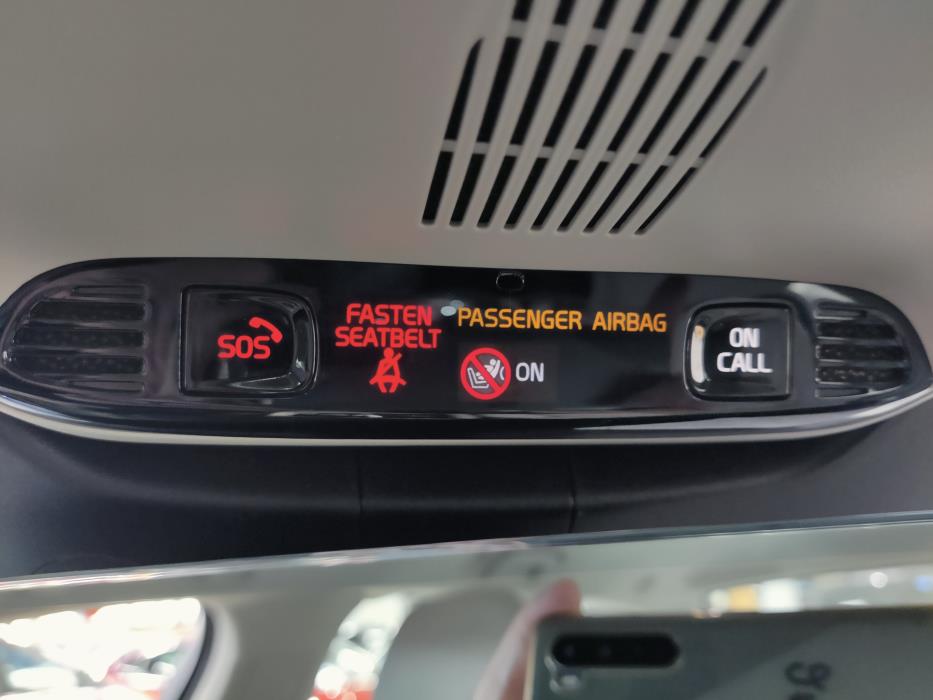 SOS
FASTEN
SEATBELT
PASSENGER AIRBAG
ON
ON
CALL